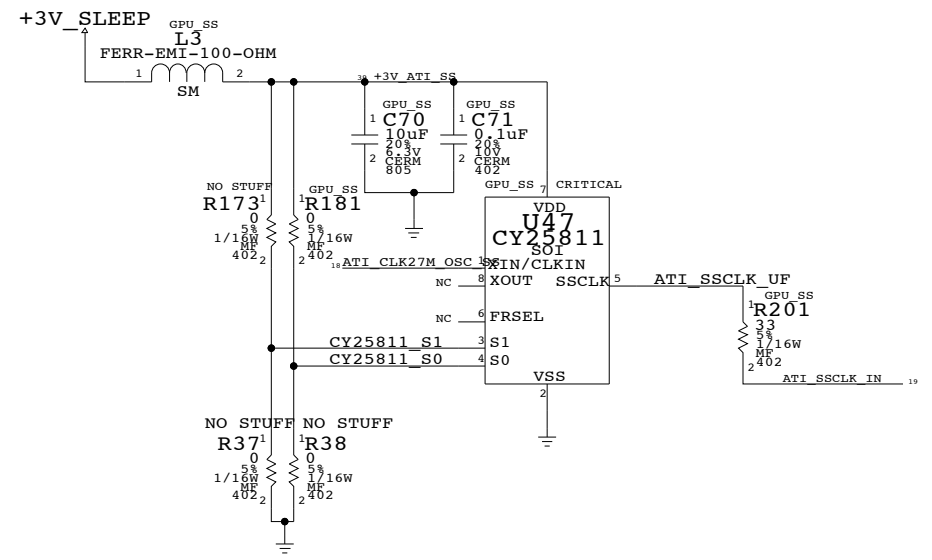 +3V_SLEEP
GPU_SS
L3
FERR-EMI-100-OHM
1
2
SM
38
+3V_ATI_SS
GPU_SS
1
C70
10uF
20%
6.3V
2
CERM
805
GPU_SS
1
C71
0.1uF
20%
10V
2
CERM
402
NO STUFF
R173
1
0
5%
1/16W
MF
402
2
GPU_SS
1
R181
0
5%
1/16W
MF
2
402
GPU_SS
7
CRITICAL
VDD
U47
CY25811
SOI
18
ATI_CLK27M_OSC_SS
1
XIN/CLKIN
NC
8
XOUT
SSCLK
5
ATI_SSCLK_UF
NC
6
FRSEL
CY25811_S1
3
S1
CY25811_S0
4
S0
VSS
2
GPU_SS
1
R201
33
5%
1/16W
MF
2
402
ATI_SSCLK_IN
19
NO STUFF
R37
1
0
5%
1/16W
MF
402
2
NO STUFF
1
R38
0
5%
1/16W
MF
2
402